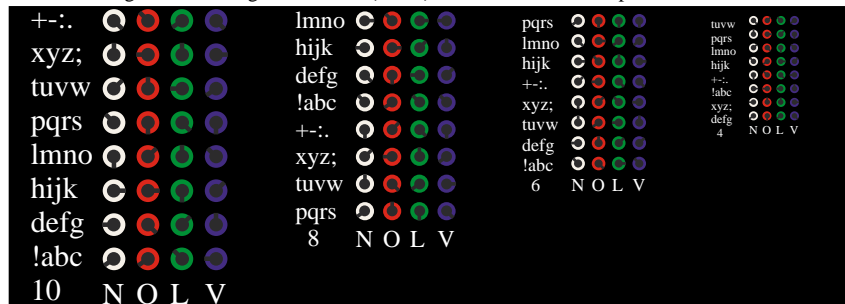 +-:.
xyz;
tuvw
pqrs
lmno
hijk
defg
!abc
10 N O L V
lmno
hijk
defg
!abc
+-:.
xyz;
tuvw
pqrs
8 N O L V
pqrs
lmno
hijk
+-:.
xyz;
tuvw
defg
!abc
6 N O L V
tuvw
pqrs
lmno
hijk
+-:.
!abc
xyz;
defg
4 N O L V